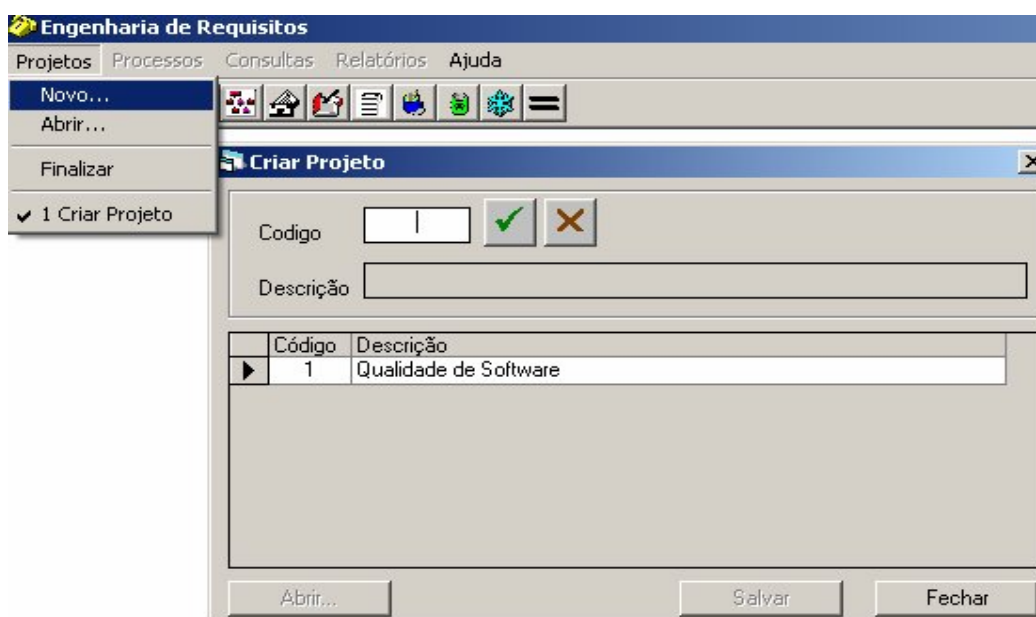 Engenharia de Requisitos
Projetos Processos Consultas Relatórios Ajuda
Novo...
Abrir...
Finalizar
1 Criar Projeto
Criar Projeto
Codigo
Descrição
Código Descrição
1 Qualidade de Software
Abrir... Salvar Fechar